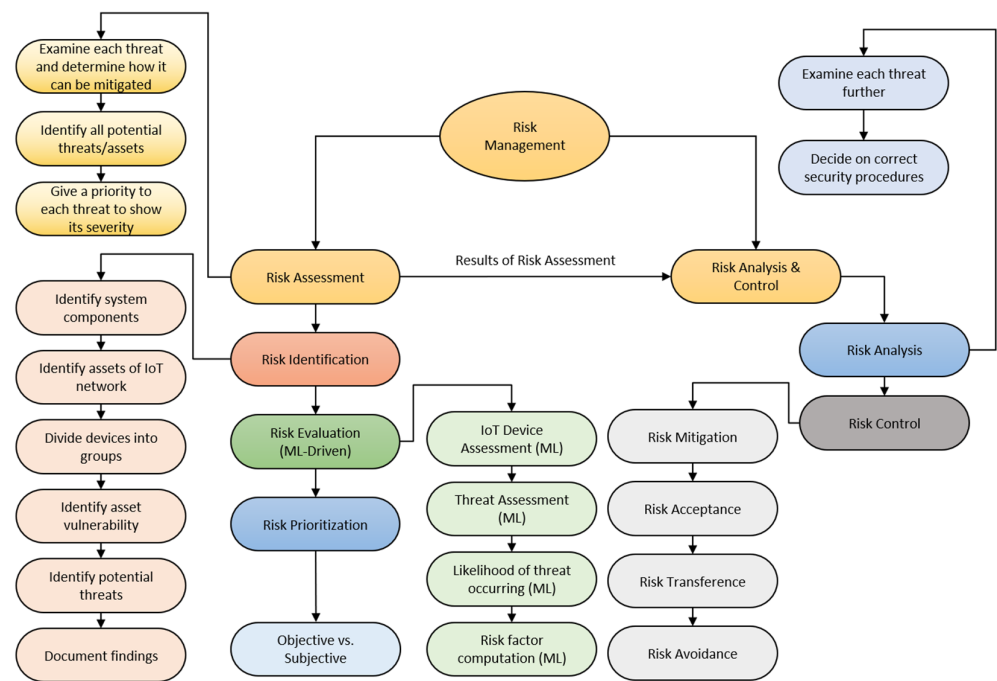 Examine each threat
and determine how it
can be mitigated
Identify all potential
threats/assets
Give a priority to
each threat to show
its severity
Risk
Management
Examine each threat
further
Decide on correct
security procedures
Risk Assessment
Results of Risk Assessment
Risk Analysis &
Control
Identify system
components
Identify assets of IoT
network
Divide devices into
groups
Identify asset
vulnerability
Identify potential
threats
Document findings
Risk Identification
Risk Evaluation
(ML-Driven)
Risk Prioritization
Objective vs.
Subjective
IoT Device
Assessment (ML)
Threat Assessment
(ML)
Likelihood of threat
occurring (ML)
Risk factor
computation (ML)
Risk Analysis
Risk Control
Risk Mitigation
Risk Acceptance
Risk Transference
Risk Avoidance